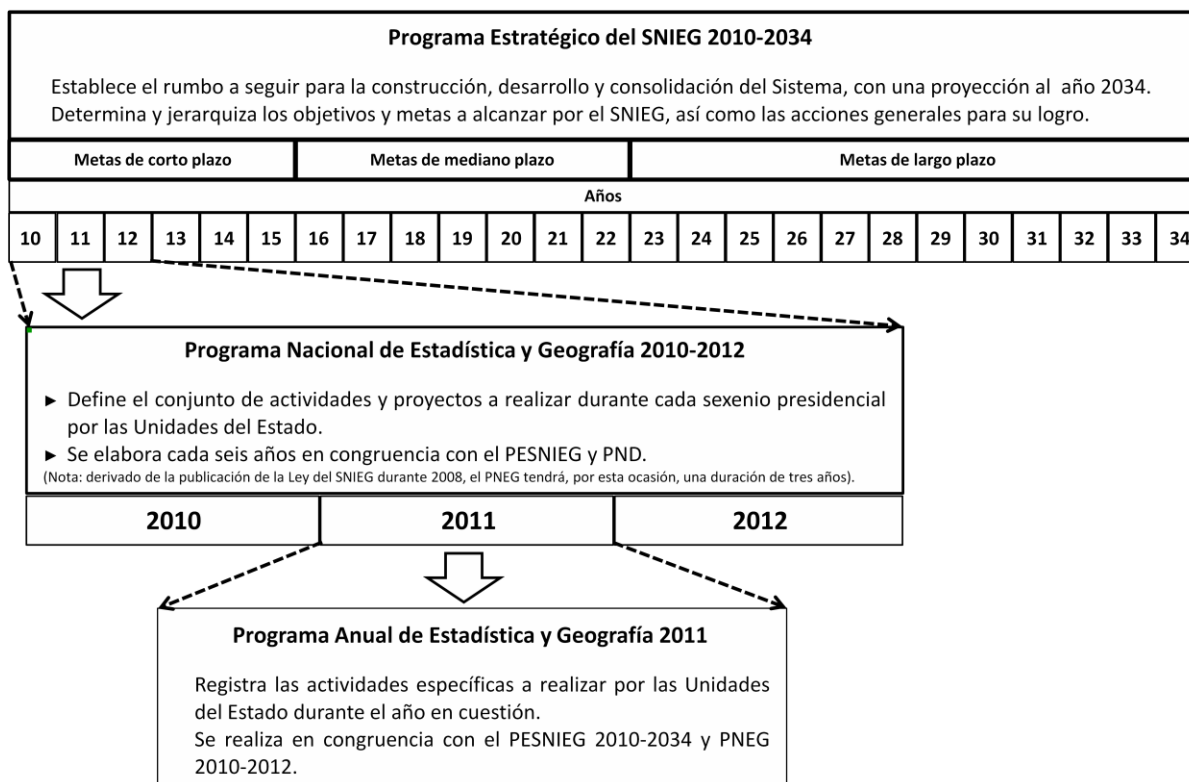 Programa Estratégico del SNIEG 2010-2034
Establece el rumbo a seguir para la construcción, desarrollo y consolidación del Sistema, con una proyección al año 2034.
Determina y jerarquiza los objetivos y metas a alcanzar por el SNIEG, así como las acciones generales para su logro.
Metas de corto plazo Metas de mediano plazo Metas de largo plazo
Años
10 11 12 13 14 15 16 17 18 19 20 21 22 23 24 25 26 27 28 29 30 31 32 33 34
Programa Nacional de Estadística y Geografía 2010-2012
► Define el conjunto de actividades y proyectos a realizar durante cada sexenio presidencial
por las Unidades del Estado.
► Se elabora cada seis años en congruencia con el PESNIEG y PND.
(Nota: derivado de la publicación de la Ley del SNIEG durante 2008, el PNEG tendrá, por esta ocasión, una duración de tres años).
2010 2011 2012
Programa Anual de Estadística y Geografía 2011
Registra las actividades específicas a realizar por las Unidades
del Estado durante el año en cuestión.
Se realiza en congruencia con el PESNIEG 2010-2034 y PNEG
2010-2012.